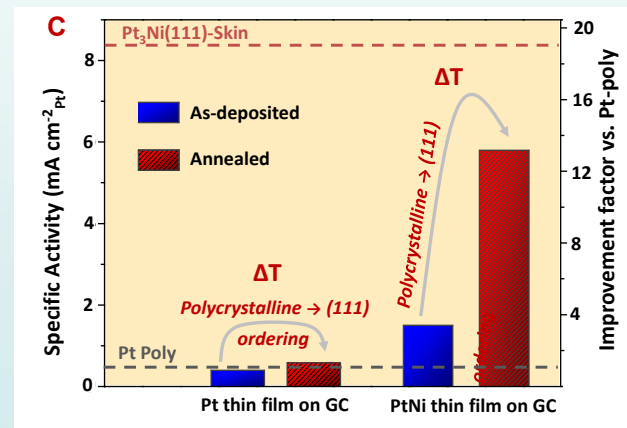 C
Pt₃Ni(111)-Skin
20
8
ΔT
As-deposited
16
6
Annealed
12
4
Specific Activity (mA cm⁻²Pt)
Improvement factor vs. Pt-poly
Polycrystalline → (111)
ordering
8
ΔT
2
Polycrystalline → (111)
4
ordering
Pt Poly
0
0
Pt thin film on GC
PtNi thin film on GC